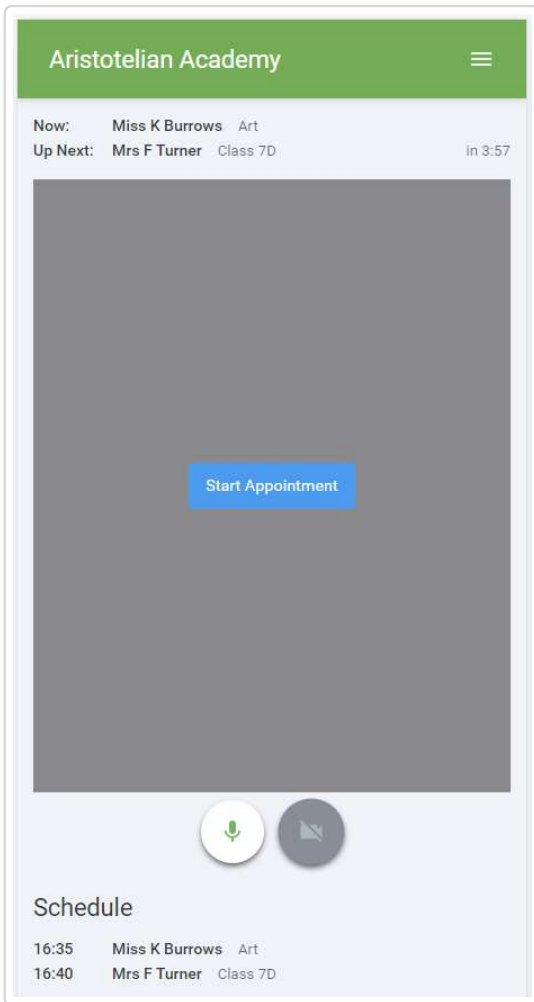 Aristotelian Academy
Now: Miss K Burrows Art
Up Next: Mrs F Turner Class 7D in 3:57
Start Appointment
Schedule
16:35 Miss K Burrows Art
16:40 Mrs F Turner Class 7D